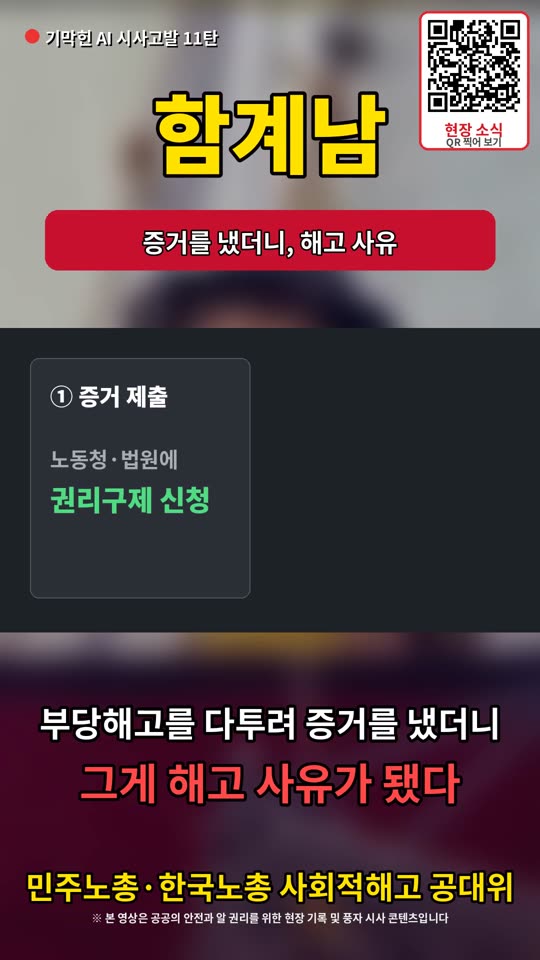 기막힌 AI 시사고발 11탄
함계남
현장 소식
QR 찍어 보기
증거를 냈더니, 해고 사유
① 증거 제출
노동청·법원에
권리구제 신청
부당해고를 다투려 증거를 냈더니
그게 해고 사유가 됐다
민주노총·한국노총 사회적해고 공대위
※ 본 영상은 공공의 안전과 알 권리를 위한 현장 기록 및 풍자 시사 콘텐츠입니다